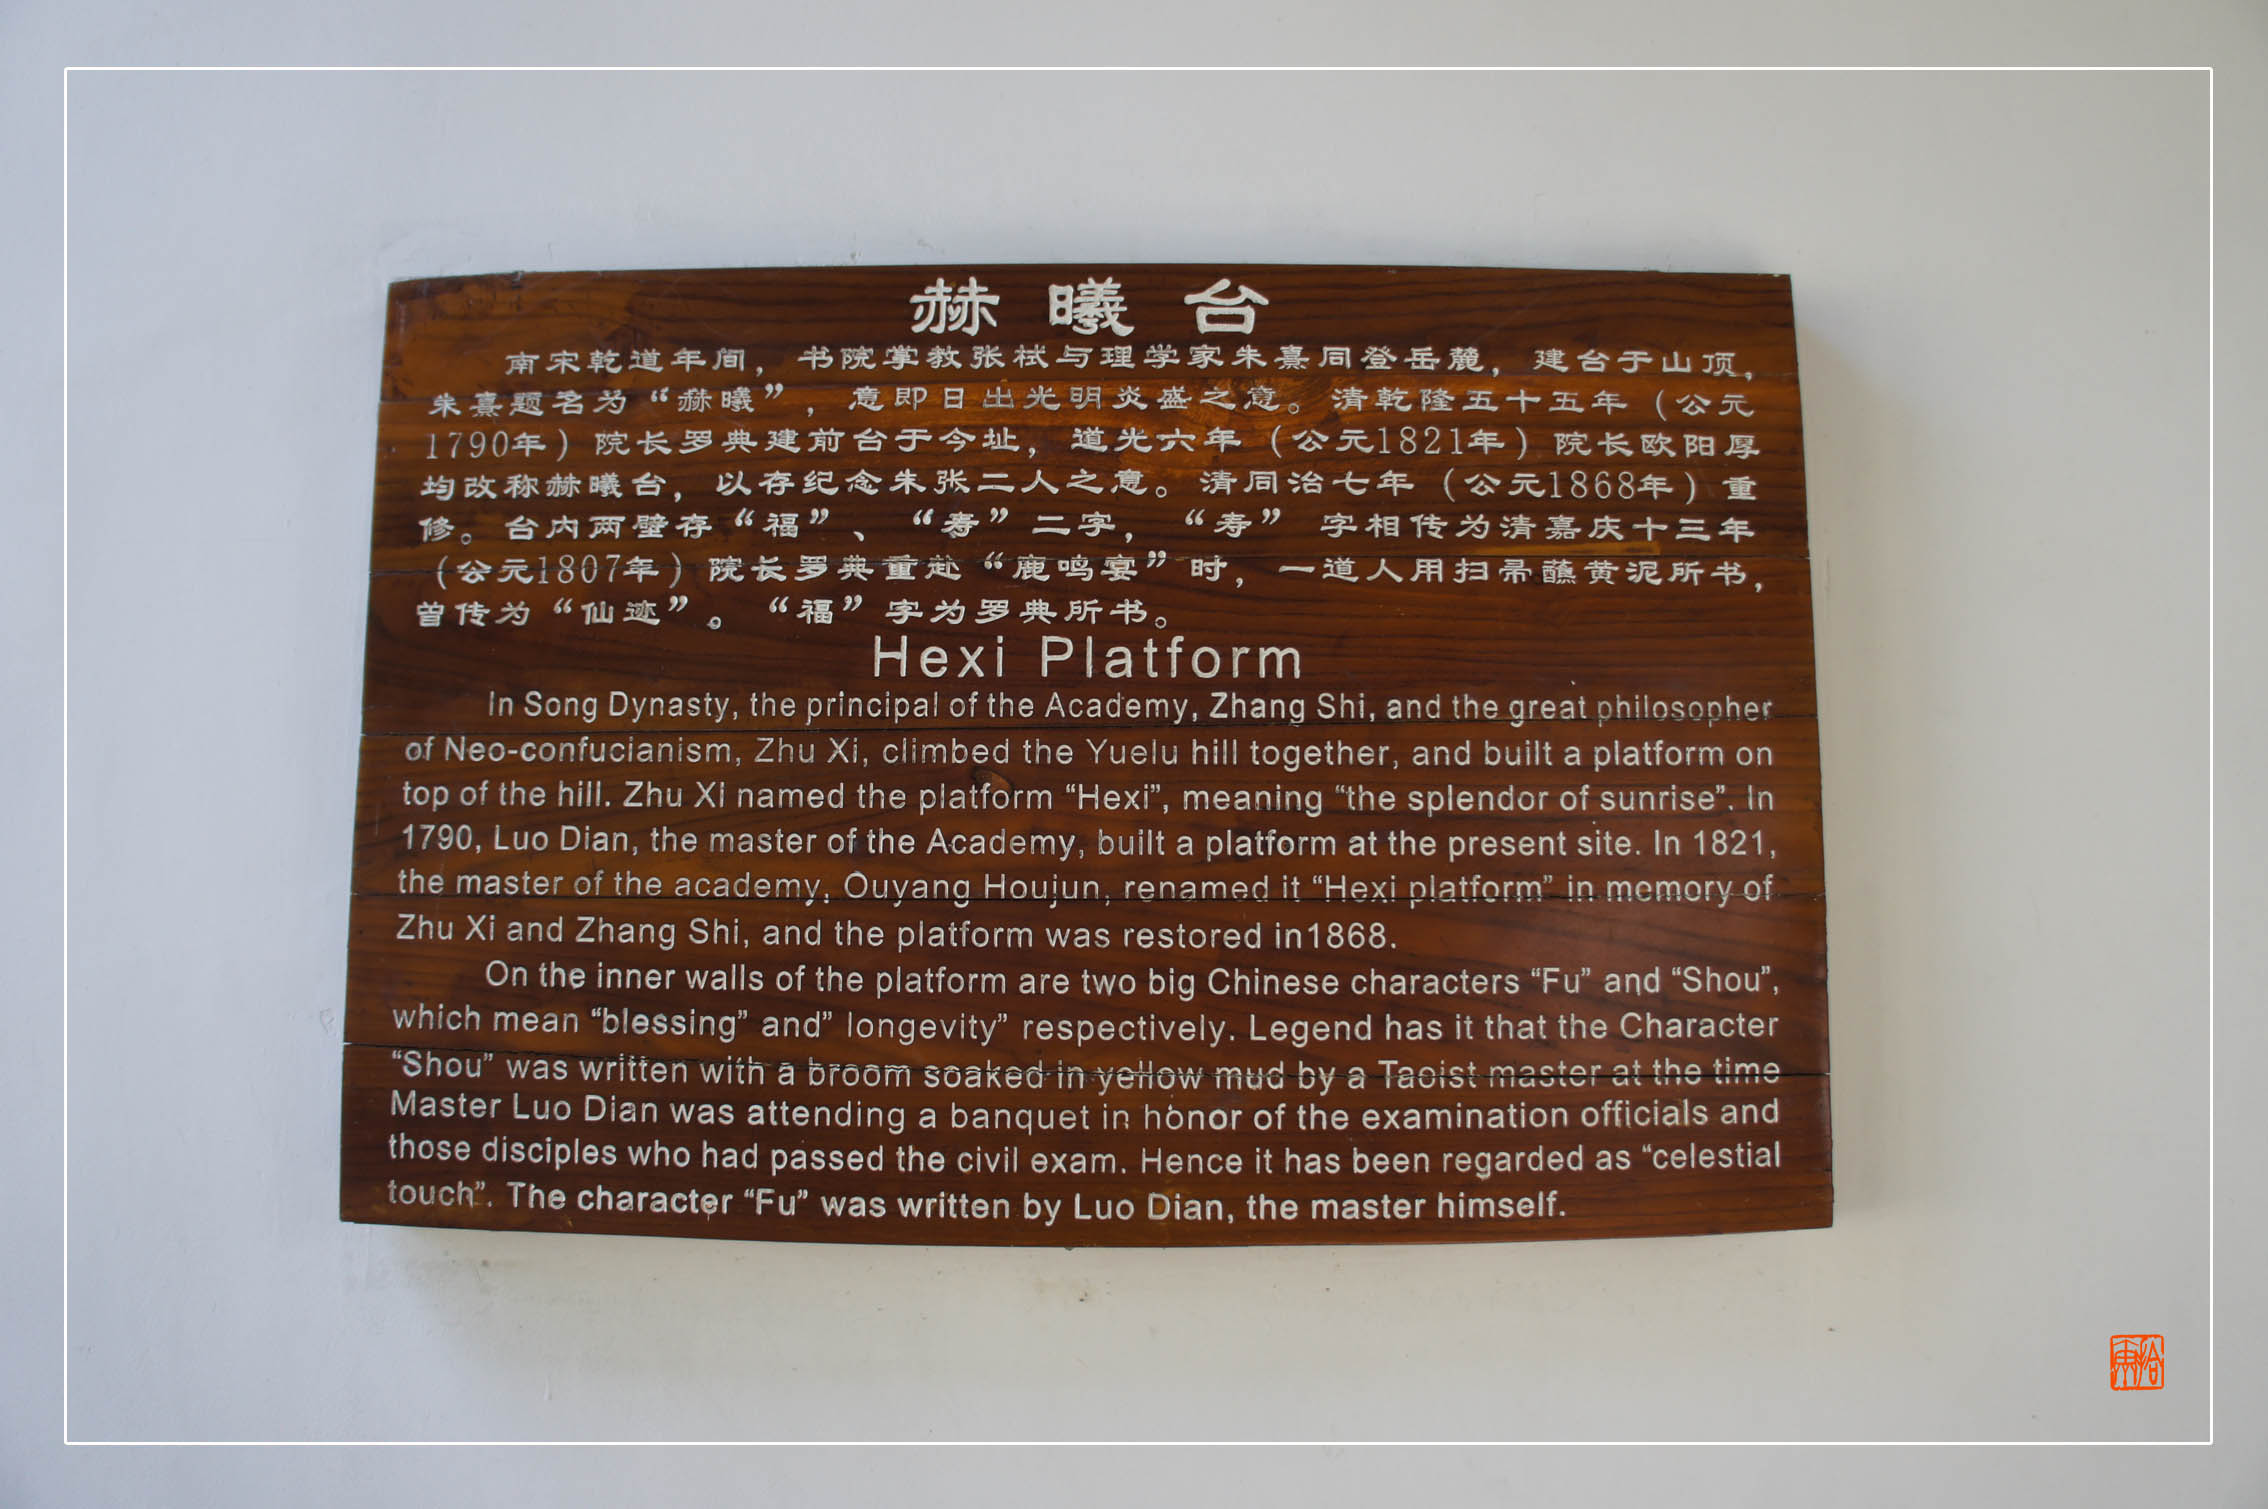 赫曦台
南宋乾道年间，书院掌教张栻与理学家朱熹同登岳麓，建台于山顶，
朱熹题名为“赫曦”，意即日出光明炎盛之意。清乾隆五十五年（公元
1790年）院长罗典建前台于今址，道光六年（公元1821年）院长欧阳厚
均改称赫曦台，以存纪念朱张二人之意。清同治七年（公元1868年）重
修。台内两壁存“福”、“寿”二字，“寿”字相传为清嘉庆十三年
（公元1807年）院长罗典重赴“鹿鸣宴”时，一道人用扫帚蘸黄泥所书，
曾传为“仙迹”。“福”字为罗典所书。
Hexi Platform
In Song Dynasty, the principal of the Academy, Zhang Shi, and the great philosopher
of Neo-confucianism, Zhu Xi, climbed the Yuelu hill together, and built a platform on
top of the hill. Zhu Xi named the platform “Hexi”, meaning “the splendor of sunrise”. In
1790, Luo Dian, the master of the Academy, built a platform at the present site. In 1821,
the master of the academy, Ouyang Houjun, renamed it “Hexi platform” in memory of
Zhu Xi and Zhang Shi, and the platform was restored in1868.
On the inner walls of the platform are two big Chinese characters “Fu” and “Shou”,
which mean “blessing” and” longevity” respectively. Legend has it that the Character
“Shou” was written with a broom soaked in yellow mud by a Taoist master at the time
Master Luo Dian was attending a banquet in honor of the examination officials and
those disciples who had passed the civil exam. Hence it has been regarded as “celestial
touch”. The character “Fu” was written by Luo Dian, the master himself.